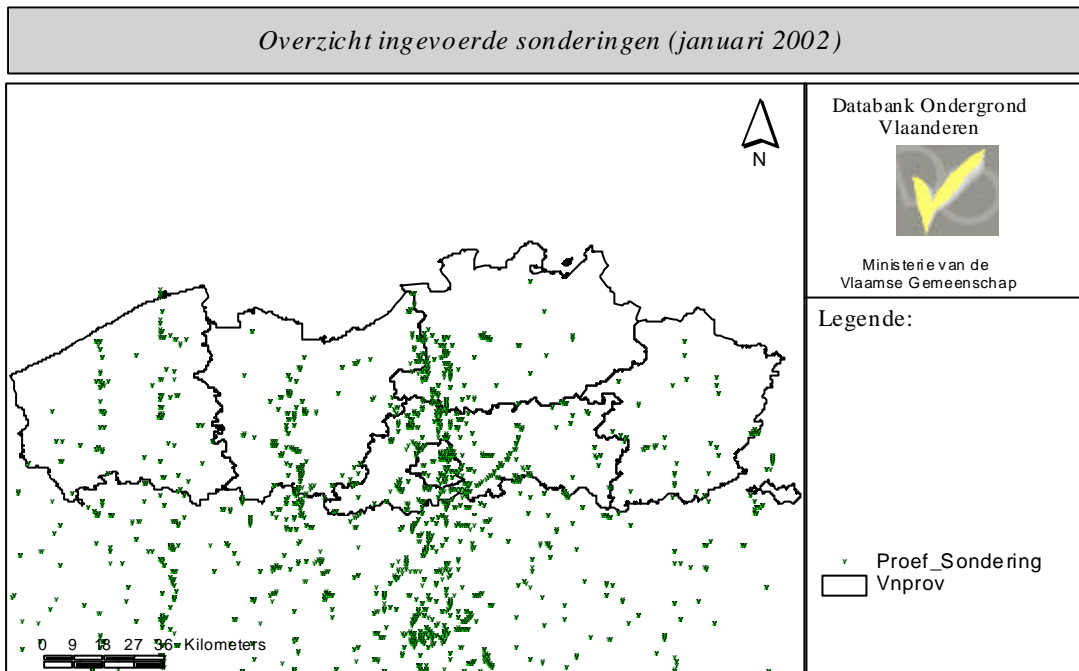 Overzicht ingevoerde sonderingen (januari 2002)
N
Databank Ondergrond
Vlaanderen
Ministerie van de
Vlaamse Gemeenschap
Legende:
Proef_Sondering
Vnprov
0 9 18 27 36 Kilometers